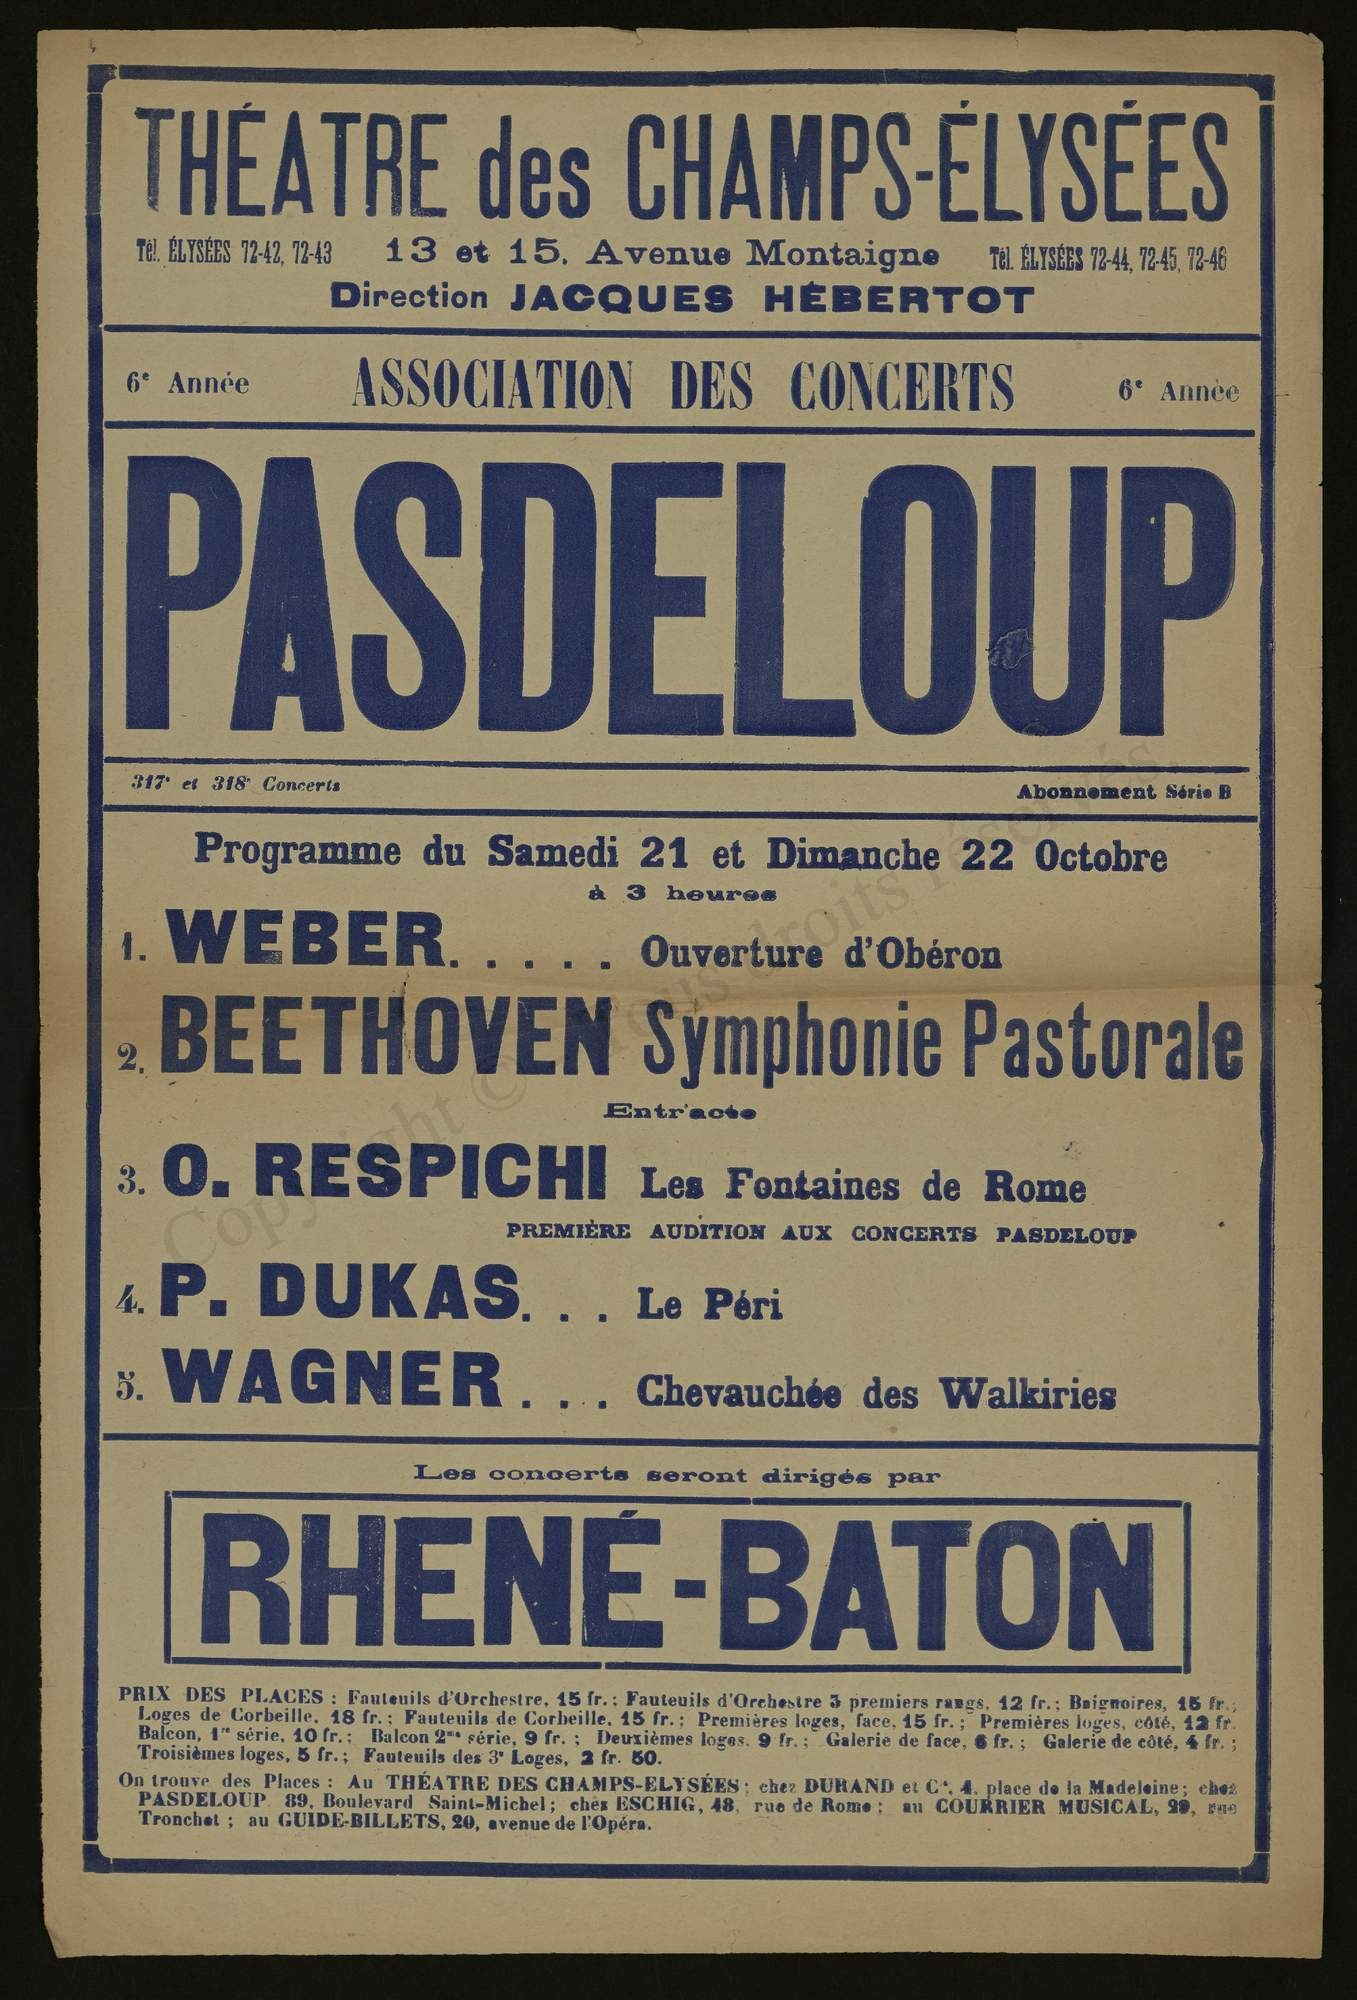 THÉATRE des CHAMPS-ÉLYSÉES
Tél. ÉLYSÉES 72-42, 72-43 13 et 15, Avenue Montaigne Tél. ÉLYSÉES 72-44, 72-45, 72-46
Direction JACQUES HÉBERTOT
6e Année ASSOCIATION DES CONCERTS 6e Année
PASDELOUP
317e et 318e Concerts Abonnement Série B
Programme du Samedi 21 et Dimanche 22 Octobre
à 3 heures
1. WEBER. . . . . Ouverture d'Obéron
2. BEETHOVEN Symphonie Pastorale
Entr'acte
3. O. RESPICHI Les Fontaines de Rome
PREMIÈRE AUDITION AUX CONCERTS PASDELOUP
4. P. DUKAS. . . Le Péri
5. WAGNER . . . Chevauchée des Walkiries
Les concerts seront dirigés par
RHENÉ-BATON
PRIX DES PLACES : Fauteuils d'Orchestre, 15 fr. ; Fauteuils d'Orchestre 3 premiers rangs, 12 fr. ; Baignoires, 15 fr. ;
Loges de Corbeille, 18 fr. ; Fauteuils de Corbeille, 15 fr. ; Premières loges, face, 15 fr. ; Premières loges, côté, 12 fr.
Balcon, 1re série, 10 fr. ; Balcon 2me série, 9 fr. ; Deuxièmes loges, 9 fr. ; Galerie de face, 6 fr. ; Galerie de côté, 4 fr. ;
Troisièmes loges, 5 fr. ; Fauteuils des 3e Loges, 2 fr. 50.
On trouve des Places : Au THÉATRE DES CHAMPS-ELYSÉES ; chez DURAND et Cie, 4, place de la Madeleine ; chez
PASDELOUP 89, Boulevard Saint-Michel ; chez ESCHIG, 48, rue de Rome ; au COURRIER MUSICAL, 29, rue
Tronchet ; au GUIDE-BILLETS, 20, avenue de l'Opéra.
Copyright © Tous droits réservés.